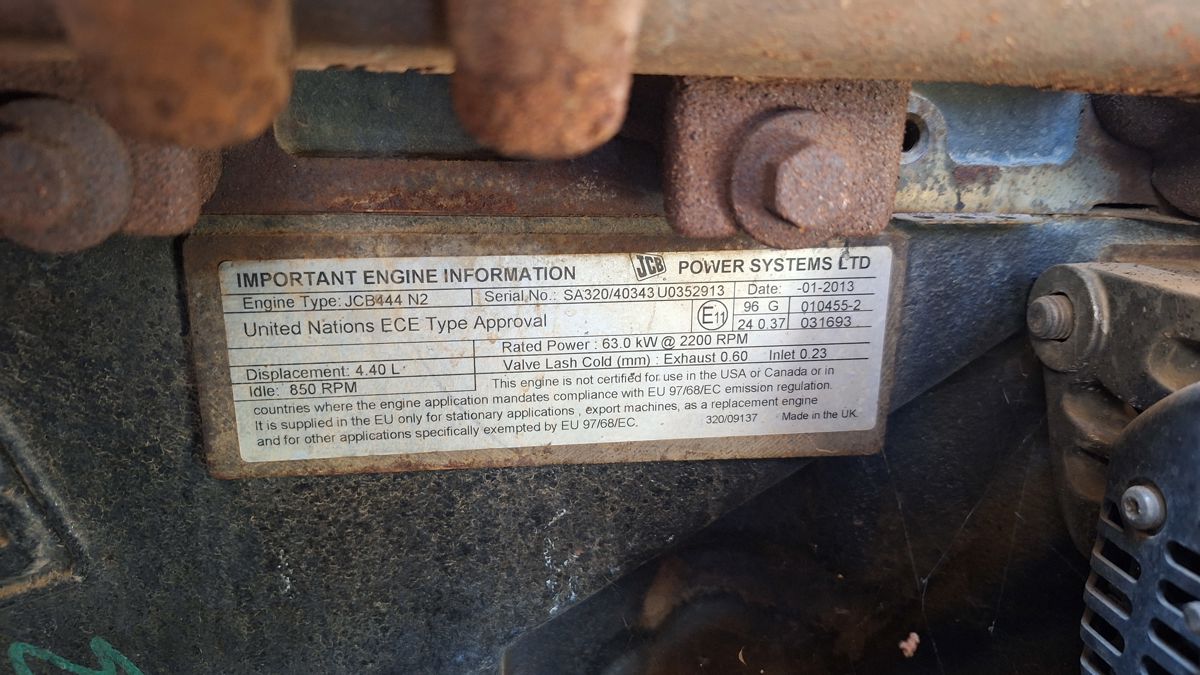 IMPORTANT ENGINE INFORMATION JCB POWER SYSTEMS LTD
Engine Type: JCB444 N2 Serial No.: SA320/40343 U0352913 Date: -01-2013
United Nations ECE Type Approval E11 96 G 010455-2
24 0.37 031693
Rated Power : 63.0 kW @ 2200 RPM
Displacement: 4.40 L Valve Lash Cold (mm) : Exhaust 0.60 Inlet 0.23
Idle: 850 RPM This engine is not certified for use in the USA or Canada or in
countries where the engine application mandates compliance with EU 97/68/EC emission regulation.
It is supplied in the EU only for stationary applications , export machines, as a replacement engine
and for other applications specifically exempted by EU 97/68/EC. 320/09137 Made in the UK.